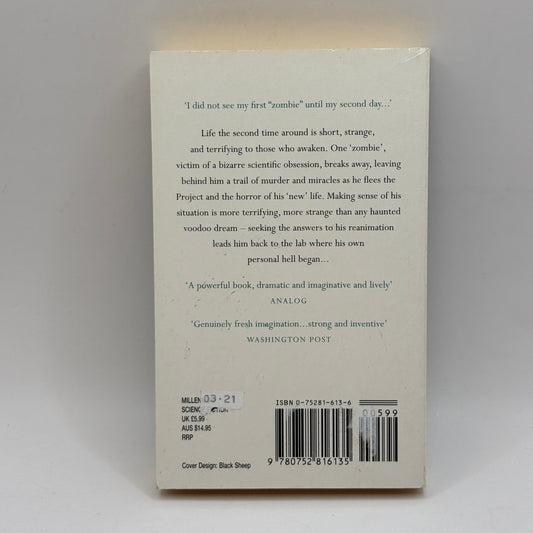 ‘I did not see my first “zombie” until my second day…’
Life the second time around is short, strange,
and terrifying to those who awaken. One ‘zombie’,
victim of a bizarre scientific obsession, breaks away, leaving
behind him a trail of murder and miracles as he flees the
Project and the horror of his ‘new’ life. Making sense of his
situation is more terrifying, more strange than any haunted
voodoo dream – seeking the answers to his reanimation
leads him back to the lab where his own
personal hell began…
‘A powerful book, dramatic and imaginative and lively’
ANALOG
‘Genuinely fresh imagination…strong and inventive’
WASHINGTON POST
MILLEN 03-21
UK £5.99
AUS $14.95
RRP
Cover Design: Black Sheep
ISBN 0-75281-613-6
00599
9 780752 816135